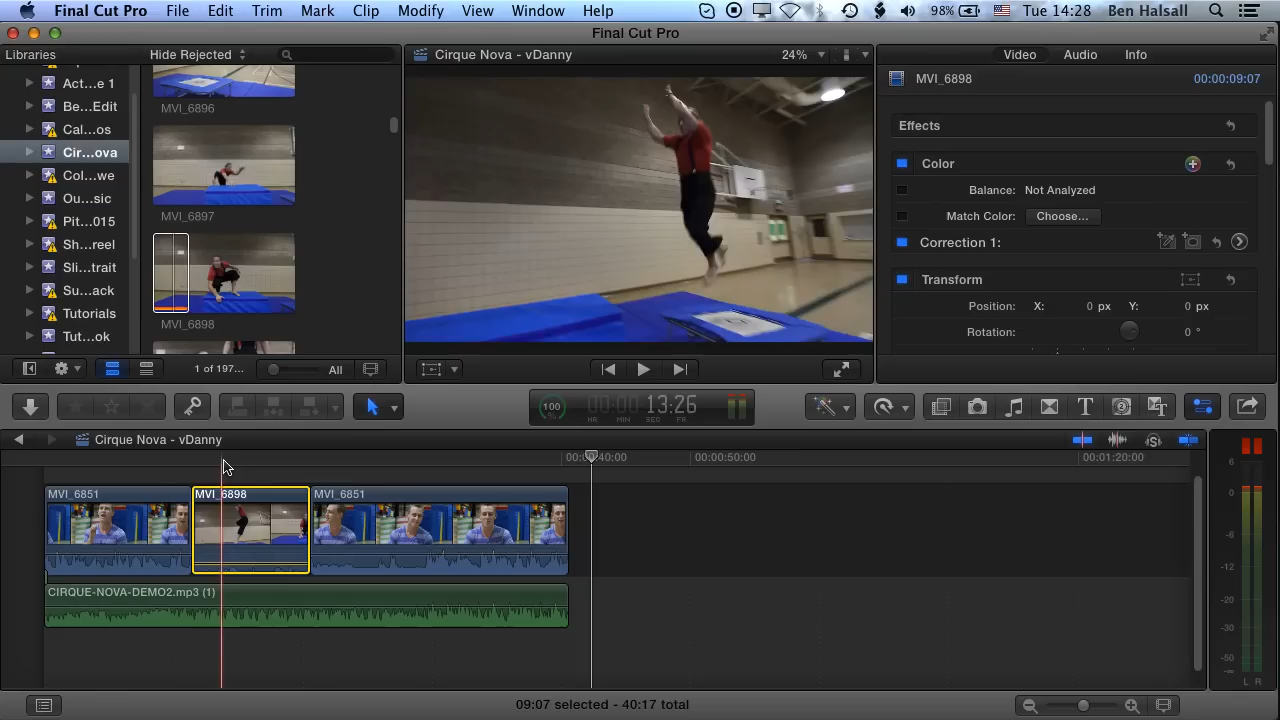 Final Cut Pro File Edit Trim Mark Clip Modify View Window Help 98% Tue 14:28 Ben Halsall
Final Cut Pro
Libraries Hide Rejected Cirque Nova - vDanny 24% Video Audio Info
Act...e 1
Be...Edit
Cal...os
Cir...ova
Col...we
Ou...sic
Pit...015
Sh...reel
Sli...trait
Su...ack
Tutorials
Tut...ok
MVI_6896
MVI_6897
MVI_6898
1 of 197... All
MVI_6898 00:00:09:07
Effects
Color
Balance: Not Analyzed
Match Color: Choose...
Correction 1:
Transform
Position: X: 0 px Y: 0 px
Rotation: 0 °
100 % 00:00:13:26
HR MIN SEC FR
Cirque Nova - vDanny
00:00:50:00 00:01:20:00
MVI_6851 MVI_6898 MVI_6851
CIRQUE-NOVA-DEMO2.mp3 (1)
6
0
-6
-12
-20
-30
-50
L R
09:07 selected - 40:17 total